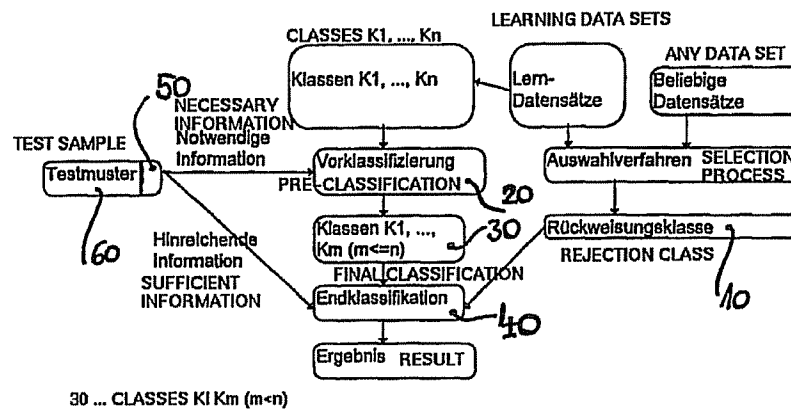 LEARNING DATA SETS
CLASSES K1, ..., Kn
ANY DATA SET
Klassen K1, ..., Kn
Lern-
Datensätze
Beliebige
Datensätze
50
NECESSARY
INFORMATION
TEST SAMPLE
Notwendige
Information
Testmuster
Vorklassifizierung
PRE-CLASSIFICATION
20
Auswahlverfahren
SELECTION
PROCESS
60
Klassen K1, ...,
Km (m<=n)
30
Rückweisungsklasse
REJECTION CLASS
10
Hinreichende
Information
SUFFICIENT
INFORMATION
FINAL CLASSIFICATION
Endklassifikation
40
Ergebnis
RESULT
30 ... CLASSES KI Km (m<n)